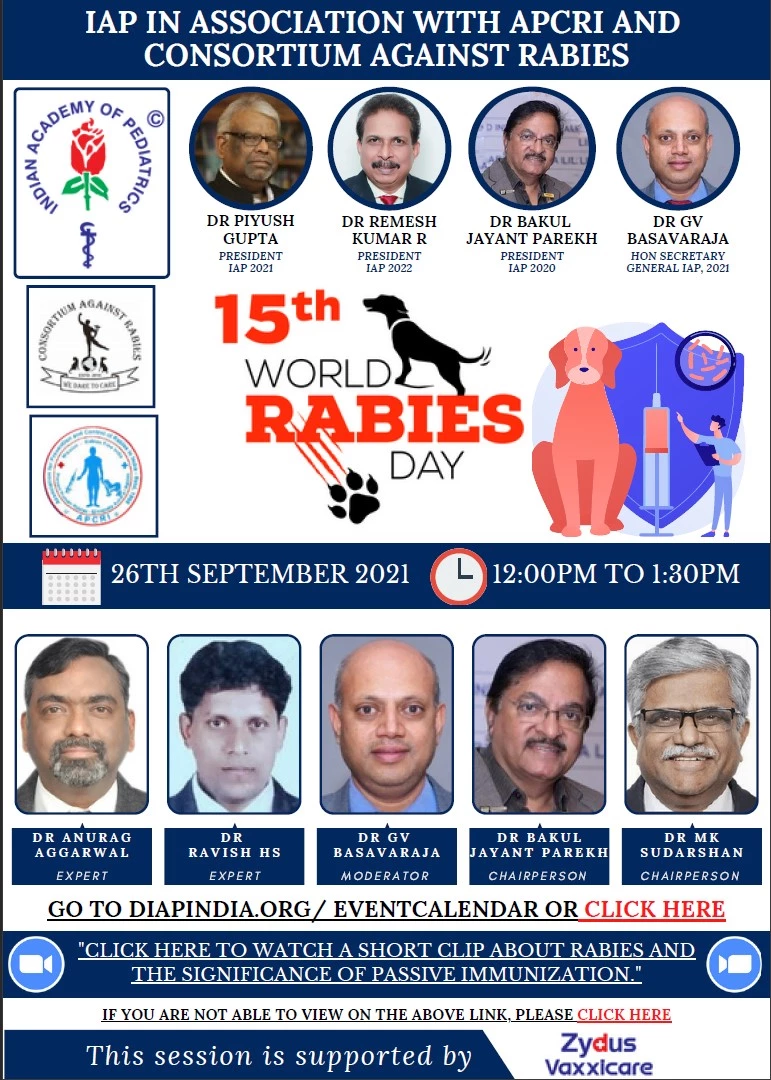 IAP IN ASSOCIATION WITH APCRI AND
CONSORTIUM AGAINST RABIES
INDIAN ACADEMY OF PEDIATRICS
©
DR PIYUSH
GUPTA
PRESIDENT
IAP 2021
DR REMESH
KUMAR R
PRESIDENT
IAP 2022
DR BAKUL
JAYANT PAREKH
PRESIDENT
IAP 2020
DR GV
BASAVARAJA
HON SECRETARY
GENERAL IAP, 2021
CONSORTIUM AGAINST RABIES
WE DARE TO CARE
APCRI
15th
WORLD
RABIES
DAY
26TH SEPTEMBER 2021
12:00PM TO 1:30PM
DR ANURAG
AGGARWAL
EXPERT
DR
RAVISH HS
EXPERT
DR GV
BASAVARAJA
MODERATOR
DR BAKUL
JAYANT PAREKH
CHAIRPERSON
DR MK
SUDARSHAN
CHAIRPERSON
GO TO DIAPINDIA.ORG/ EVENTCALENDAR OR CLICK HERE
"CLICK HERE TO WATCH A SHORT CLIP ABOUT RABIES AND
THE SIGNIFICANCE OF PASSIVE IMMUNIZATION."
IF YOU ARE NOT ABLE TO VIEW ON THE ABOVE LINK, PLEASE CLICK HERE
This session is supported by
Zydus
Vaxxicare